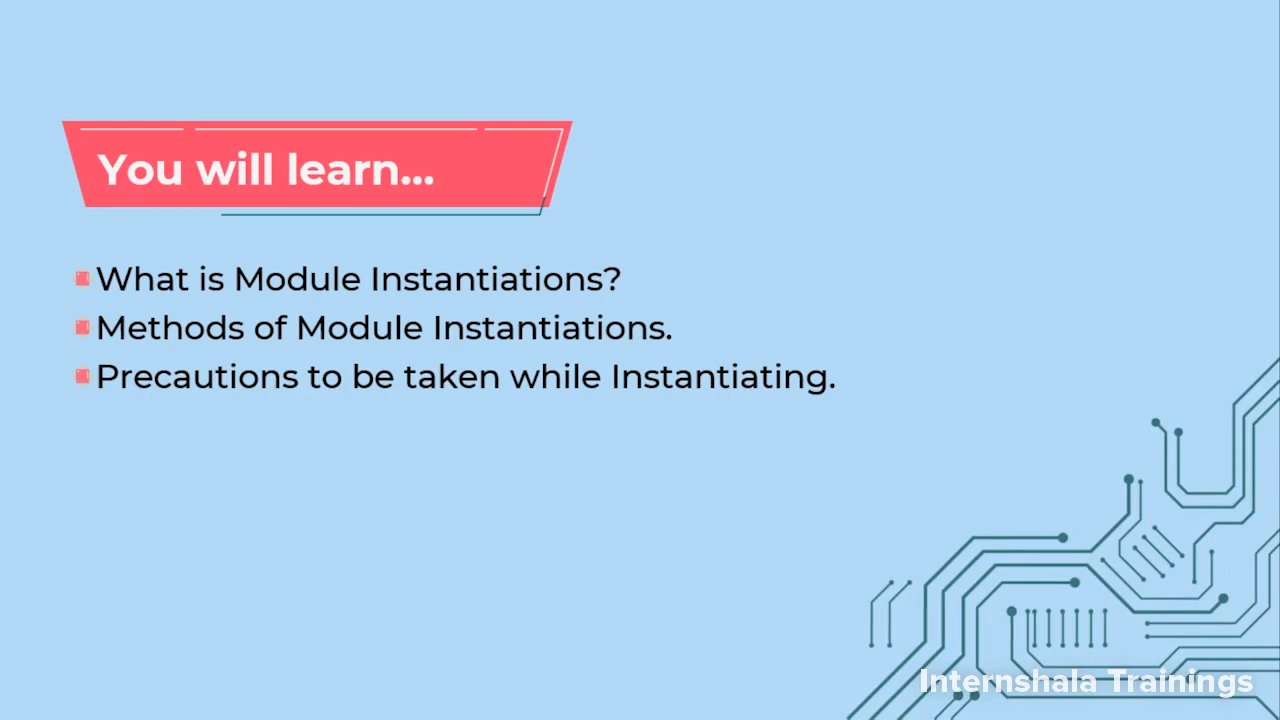 You will learn...
What is Module Instantiations?
Methods of Module Instantiations.
Precautions to be taken while Instantiating.
Internshala Trainings